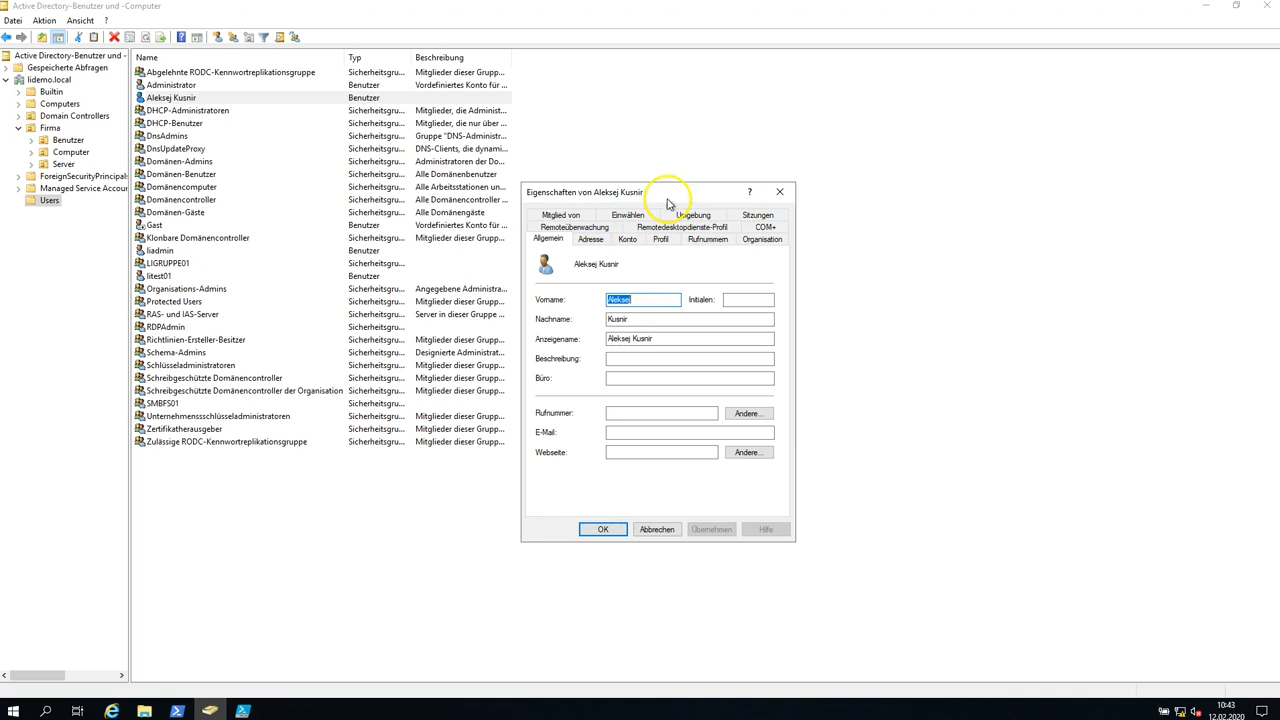 Active Directory-Benutzer und -Computer
Datei Aktion Ansicht ?
Active Directory-Benutzer und -
Gespeicherte Abfragen
lidemo.local
Builtin
Computers
Domain Controllers
Firma
Benutzer
Computer
Server
ForeignSecurityPrincipals
Managed Service Accou
Users
Name Typ Beschreibung
Abgelehnte RODC-Kennwortreplikationsgruppe Sicherheitsgru... Mitglieder dieser Grupp...
Administrator Benutzer Vordefiniertes Konto für ...
Aleksej Kusnir Benutzer
DHCP-Administratoren Sicherheitsgru... Mitglieder, die Administ...
DHCP-Benutzer Sicherheitsgru... Mitglieder, die nur über ...
DnsAdmins Sicherheitsgru... Gruppe "DNS-Administr...
DnsUpdateProxy Sicherheitsgru... DNS-Clients, die dynam...
Domänen-Admins Sicherheitsgru... Administratoren der Do...
Domänen-Benutzer Sicherheitsgru... Alle Domänenbenutzer
Domänencomputer Sicherheitsgru... Alle Arbeitsstationen un...
Domänencontroller Sicherheitsgru... Alle Domänencontroller ...
Domänen-Gäste Sicherheitsgru... Alle Domänengäste
Gast Benutzer Vordefiniertes Konto für ...
Klonbare Domänencontroller Sicherheitsgru... Mitglieder dieser Grupp...
liadmin Benutzer
LIGRUPPE01 Sicherheitsgru...
litest01 Benutzer
Organisations-Admins Sicherheitsgru... Angegebene Administra...
Protected Users Sicherheitsgru... Mitglieder dieser Grupp...
RAS- und IAS-Server Sicherheitsgru... Server in dieser Gruppe ...
RDPAdmin Sicherheitsgru...
Richtlinien-Ersteller-Besitzer Sicherheitsgru... Mitglieder dieser Grupp...
Schema-Admins Sicherheitsgru... Designierte Administrat...
Schlüsseladministratoren Sicherheitsgru... Mitglieder dieser Grupp...
Schreibgeschützte Domänencontroller Sicherheitsgru... Mitglieder dieser Grupp...
Schreibgeschützte Domänencontroller der Organisation Sicherheitsgru... Mitglieder dieser Grupp...
SMBFS01 Sicherheitsgru...
Unternehmensschlüsseladministratoren Sicherheitsgru... Mitglieder dieser Grupp...
Zertifikatherausgeber Sicherheitsgru... Mitglieder dieser Grupp...
Zulässige RODC-Kennwortreplikationsgruppe Sicherheitsgru... Mitglieder dieser Grupp...
Eigenschaften von Aleksej Kusnir ?
Mitglied von Einwählen Umgebung Sitzungen
Remoteüberwachung Remotedesktopdienste-Profil COM+
Allgemein Adresse Konto Profil Rufnummern Organisation
Aleksej Kusnir
Vorname: Aleksej Initialen:
Nachname: Kusnir
Anzeigename: Aleksej Kusnir
Beschreibung:
Büro:
Rufnummer: Andere...
E-Mail:
Webseite: Andere...
OK Abbrechen Übernehmen Hilfe
10:43
12.02.2020